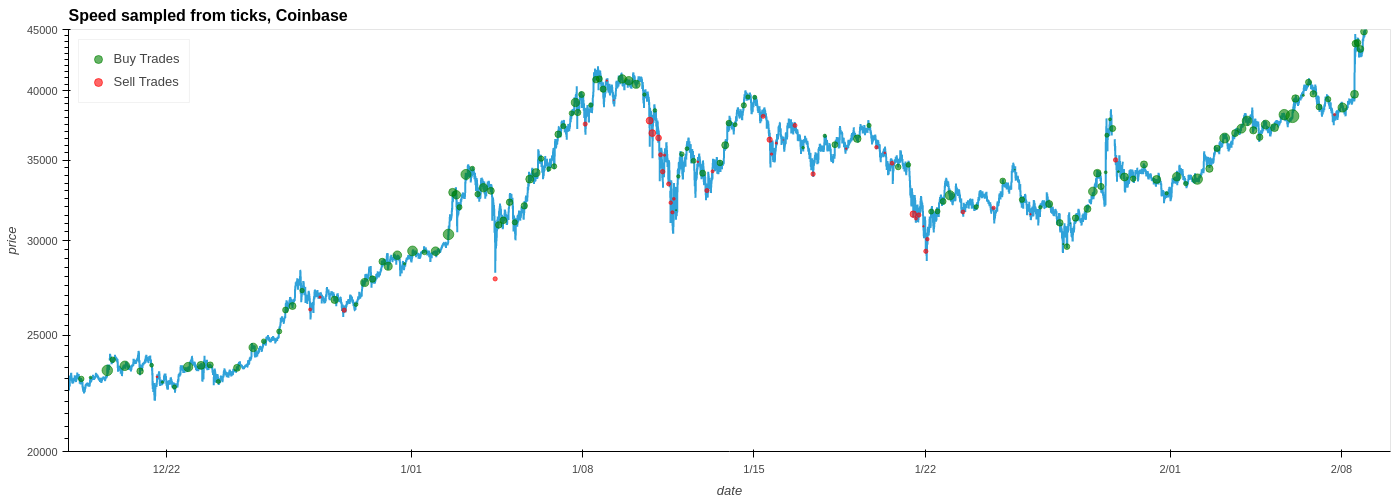 Speed sampled from ticks, Coinbase
Buy Trades
Sell Trades
45000
40000
35000
30000
25000
20000
price
12/22
1/01
1/08
1/15
1/22
2/01
2/08
date